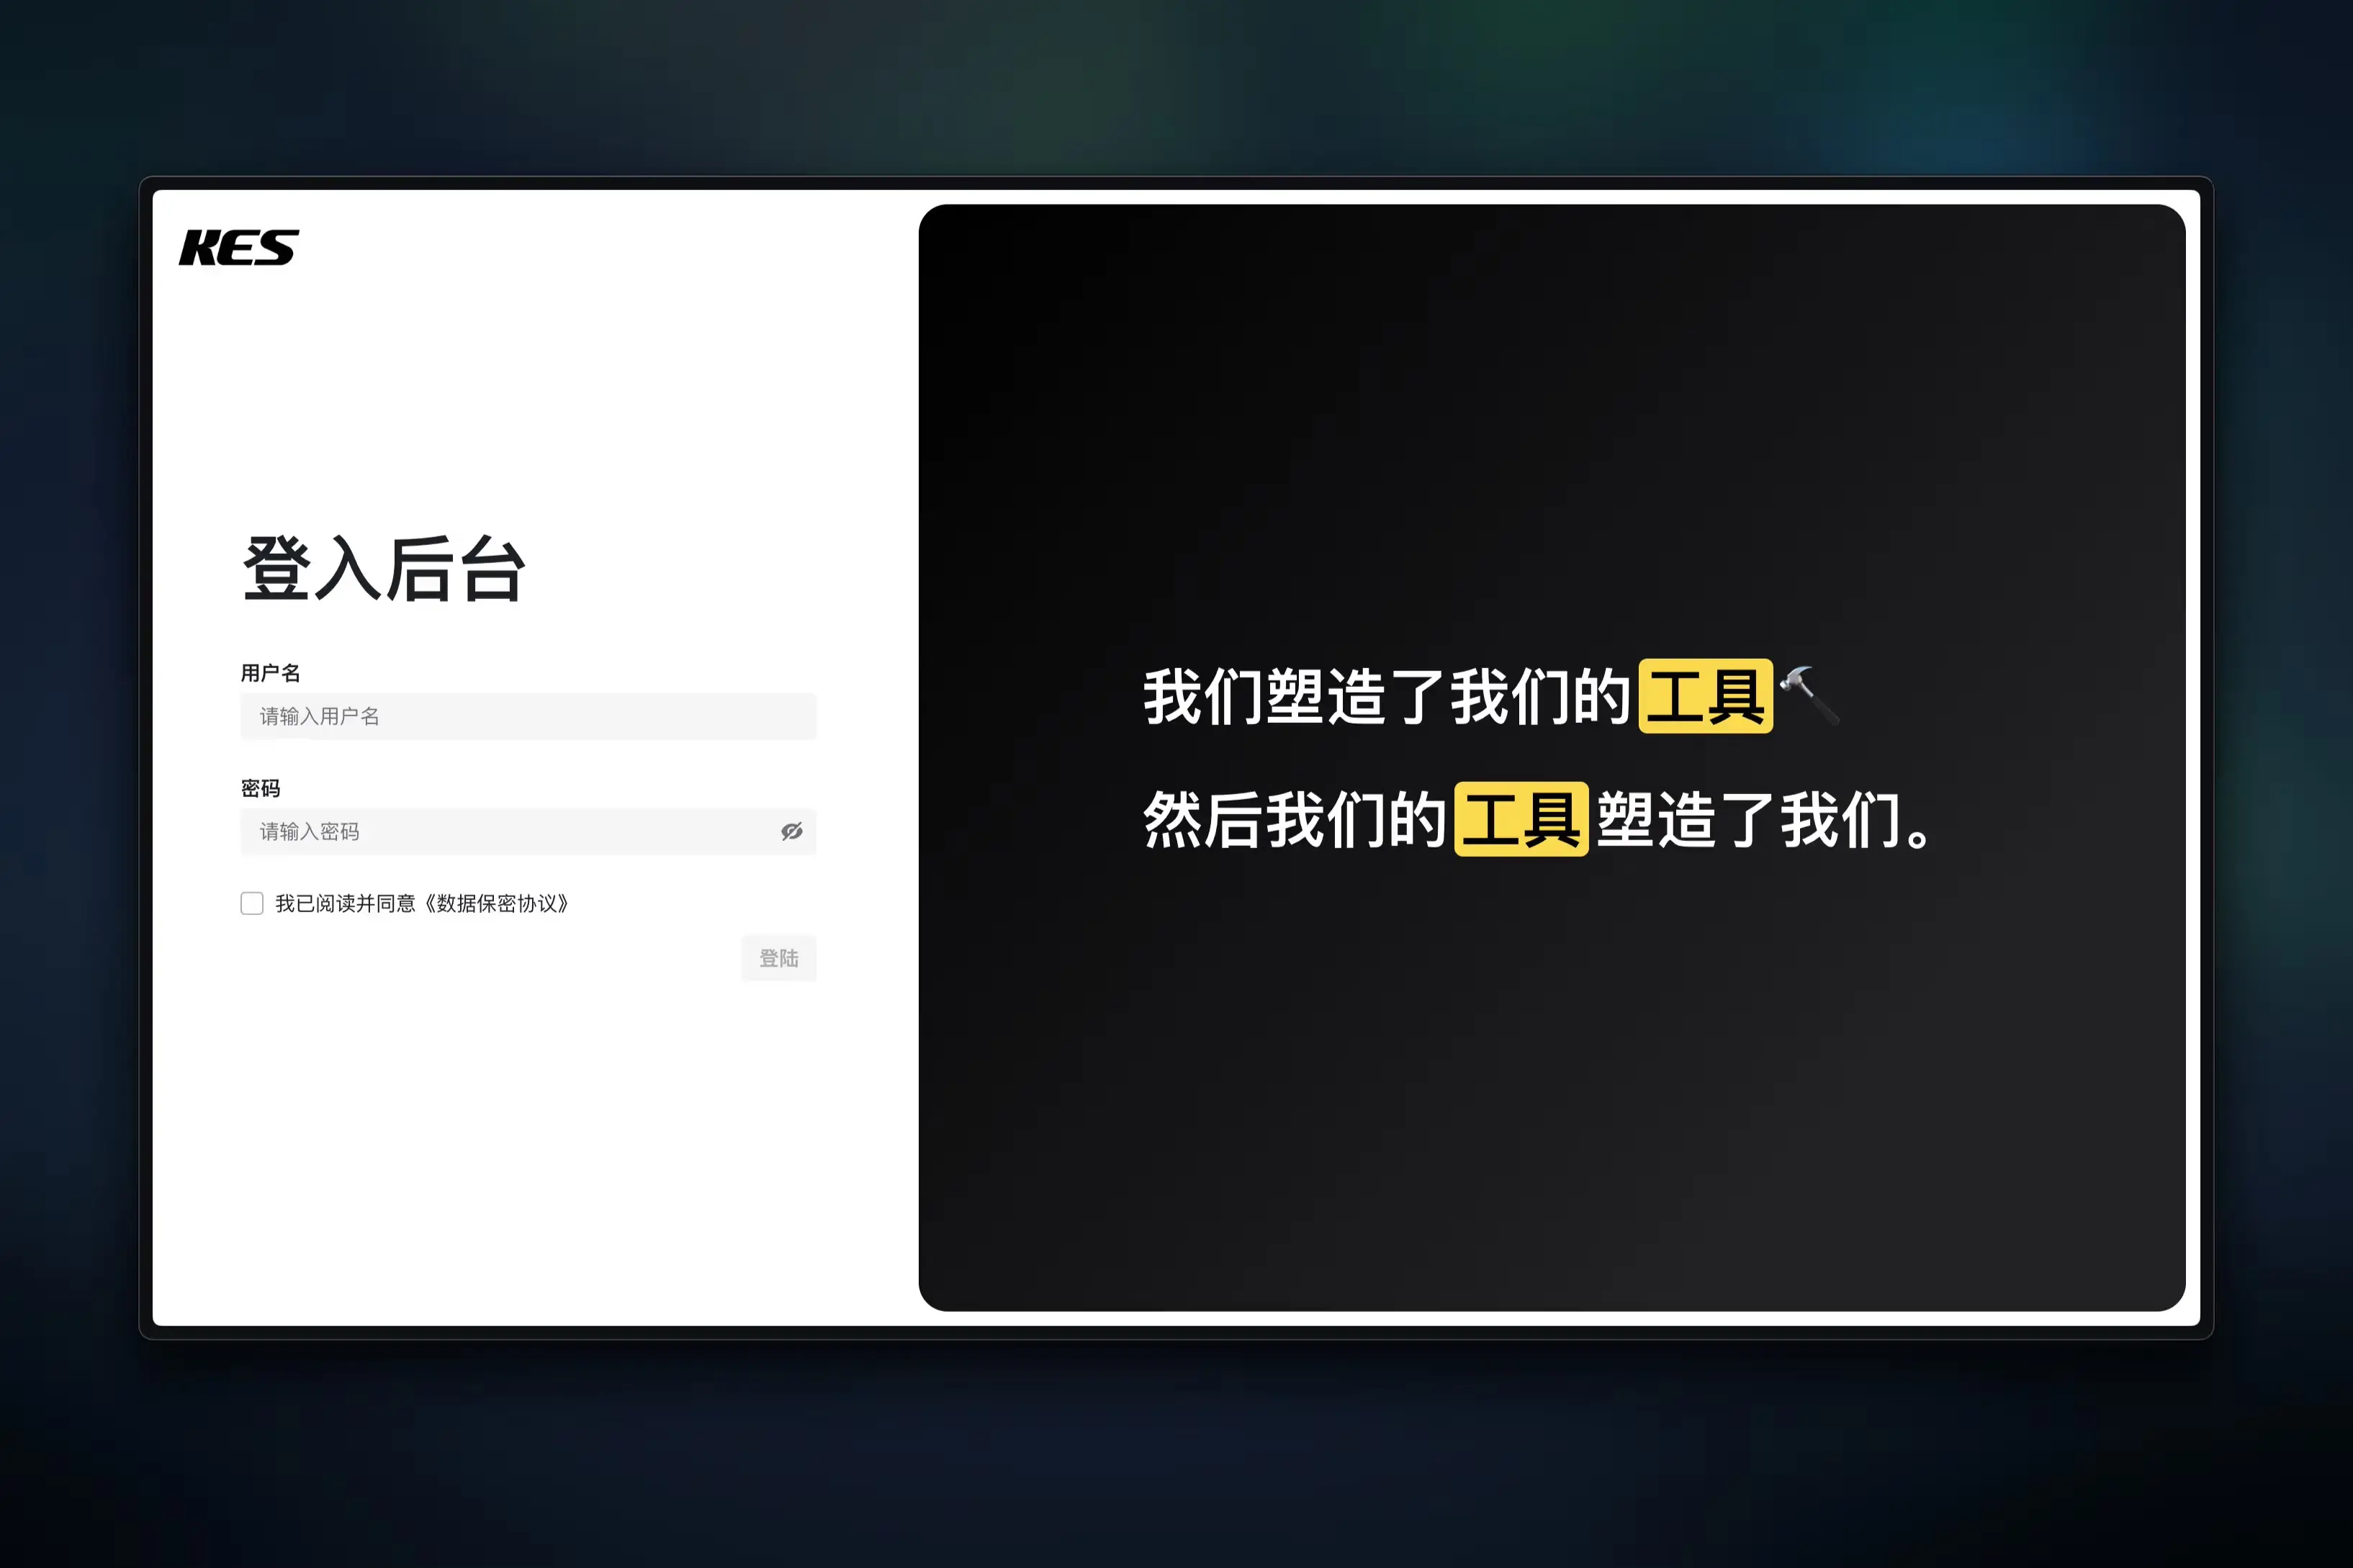 KES
登入后台
用户名
请输入用户名
密码
请输入密码
我已阅读并同意《数据保密协议》
登陆
我们塑造了我们的工具🔨
然后我们的工具塑造了我们。